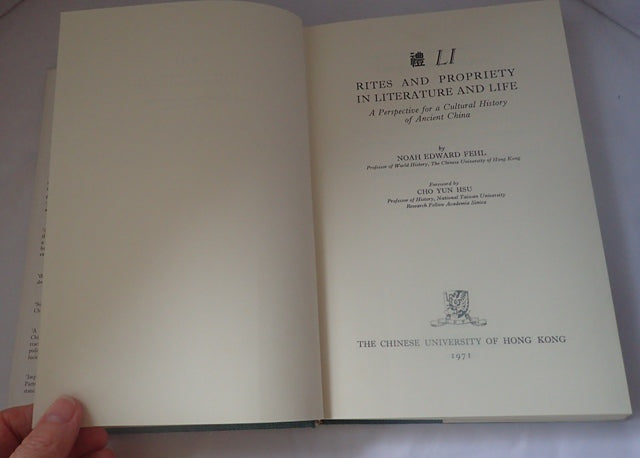 禮 LI
RITES AND PROPRIETY
IN LITERATURE AND LIFE
A Perspective for a Cultural History
of Ancient China
by
NOAH EDWARD FEHL
Professor of World History, The Chinese University of Hong Kong
Foreword by
CHO YUN HSU
Professor of History, National Taiwan University
Research Fellow Academia Sinica
THE CHINESE UNIVERSITY OF HONG KONG
1971